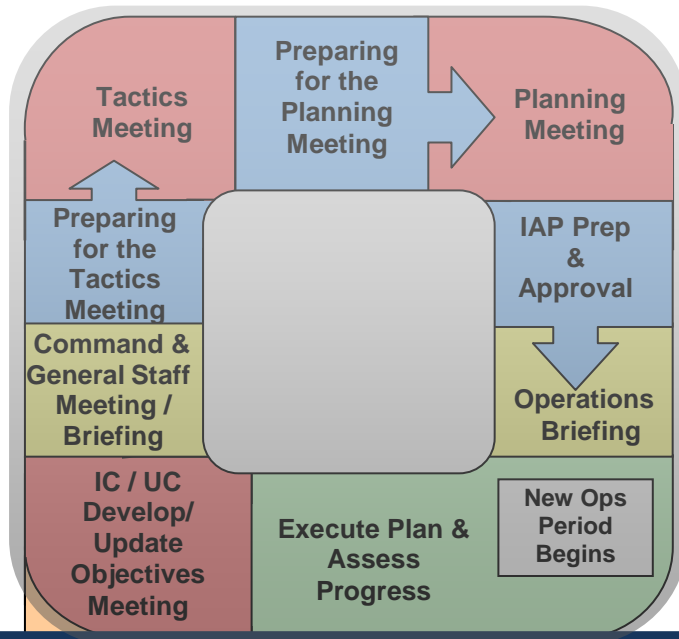 Tactics
Meeting
Preparing
for the
Planning
Meeting
Planning
Meeting
Preparing
for the
Tactics
Meeting
IAP Prep
&
Approval
Command &
General Staff
Meeting /
Briefing
Operations
Briefing
IC / UC
Develop/
Update
Objectives
Meeting
Execute Plan &
Assess
Progress
New Ops
Period
Begins